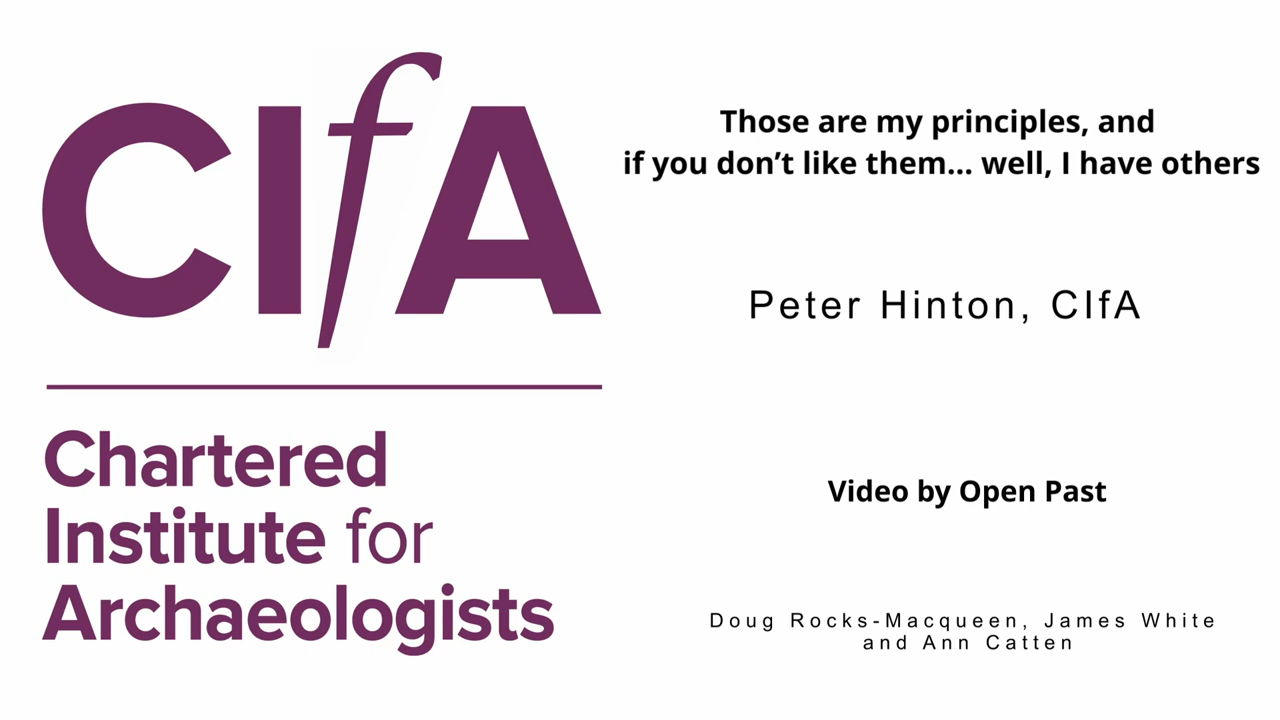 CIfA
Chartered
Institute for
Archaeologists
Those are my principles, and
if you don’t like them... well, I have others
Peter Hinton, CIfA
Video by Open Past
Doug Rocks-Macqueen, James White
and Ann Catten